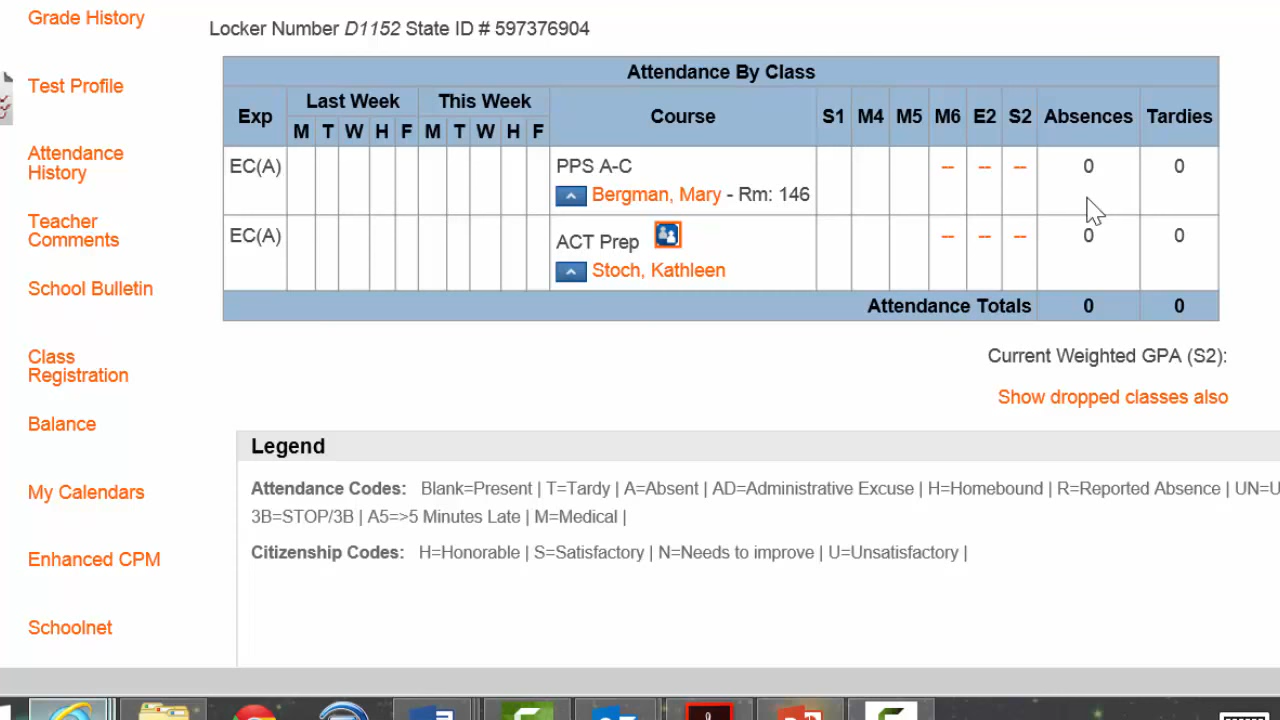 Grade History
Test Profile
Attendance
History
Teacher
Comments
School Bulletin
Class
Registration
Balance
My Calendars
Enhanced CPM
Schoolnet
Locker Number D1152 State ID # 597376904
Attendance By Class
Exp Last Week This Week Course S1 M4 M5 M6 E2 S2 Absences Tardies
M T W H F M T W H F
EC(A) PPS A-C -- -- -- 0 0
Bergman, Mary - Rm: 146
EC(A) ACT Prep -- -- -- 0 0
Stoch, Kathleen
Attendance Totals 0 0
Current Weighted GPA (S2):
Show dropped classes also
Legend
Attendance Codes: Blank=Present | T=Tardy | A=Absent | AD=Administrative Excuse | H=Homebound | R=Reported Absence | UN=U
3B=STOP/3B | A5=>5 Minutes Late | M=Medical |
Citizenship Codes: H=Honorable | S=Satisfactory | N=Needs to improve | U=Unsatisfactory |